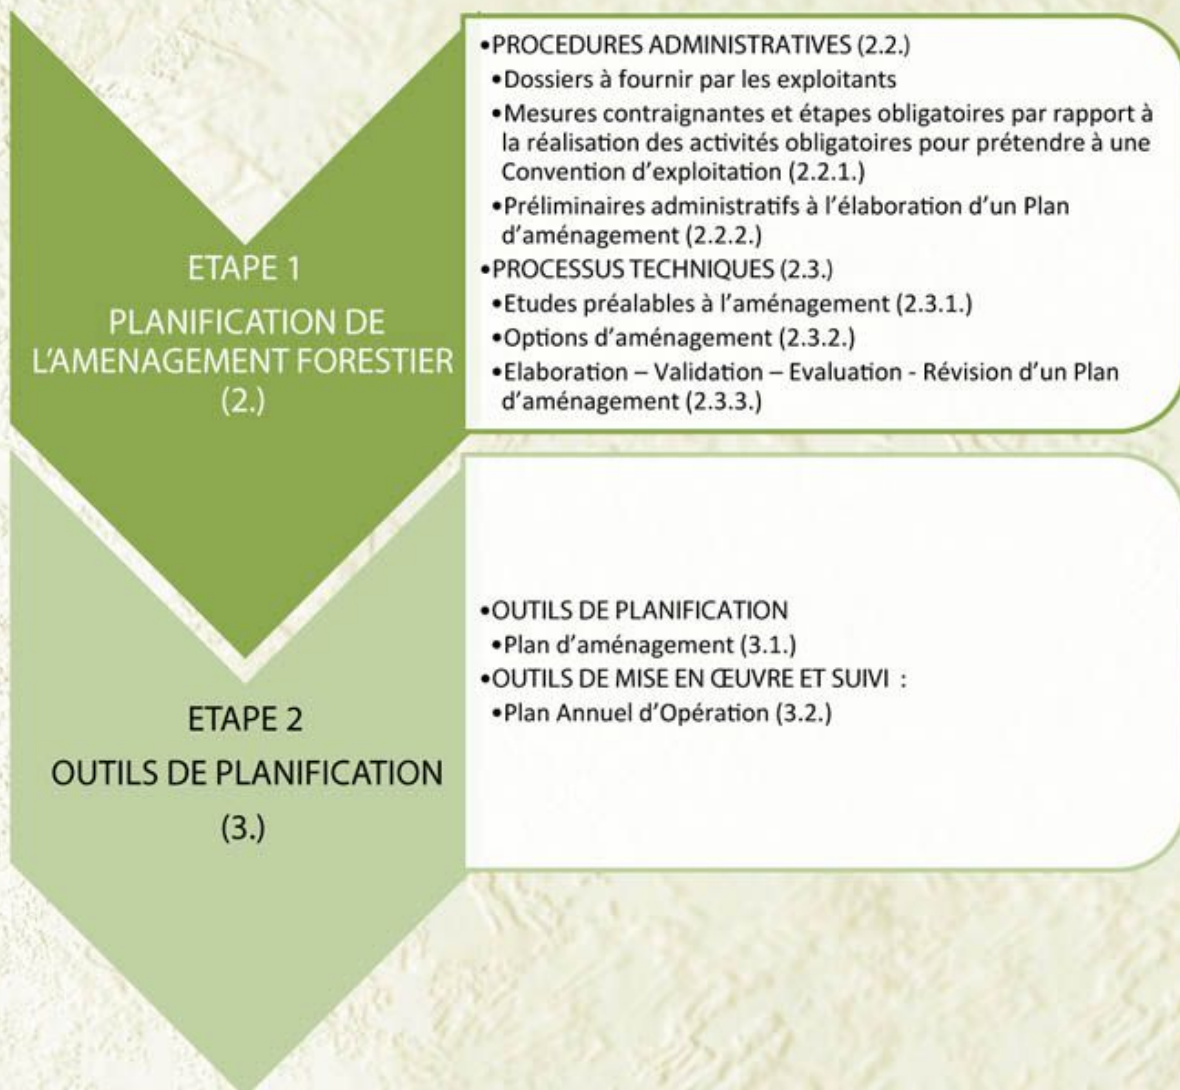 ETAPE 1
PLANIFICATION DE
L'AMENAGEMENT FORESTIER
(2.)
•PROCEDURES ADMINISTRATIVES (2.2.)
•Dossiers à fournir par les exploitants
•Mesures contraignantes et étapes obligatoires par rapport à
la réalisation des activités obligatoires pour prétendre à une
Convention d'exploitation (2.2.1.)
•Préliminaires administratifs à l'élaboration d'un Plan
d'aménagement (2.2.2.)
•PROCESSUS TECHNIQUES (2.3.)
•Etudes préalables à l'aménagement (2.3.1.)
•Options d'aménagement (2.3.2.)
•Elaboration – Validation – Evaluation - Révision d'un Plan
d'aménagement (2.3.3.)
ETAPE 2
OUTILS DE PLANIFICATION
(3.)
•OUTILS DE PLANIFICATION
•Plan d'aménagement (3.1.)
•OUTILS DE MISE EN ŒUVRE ET SUIVI :
•Plan Annuel d'Opération (3.2.)